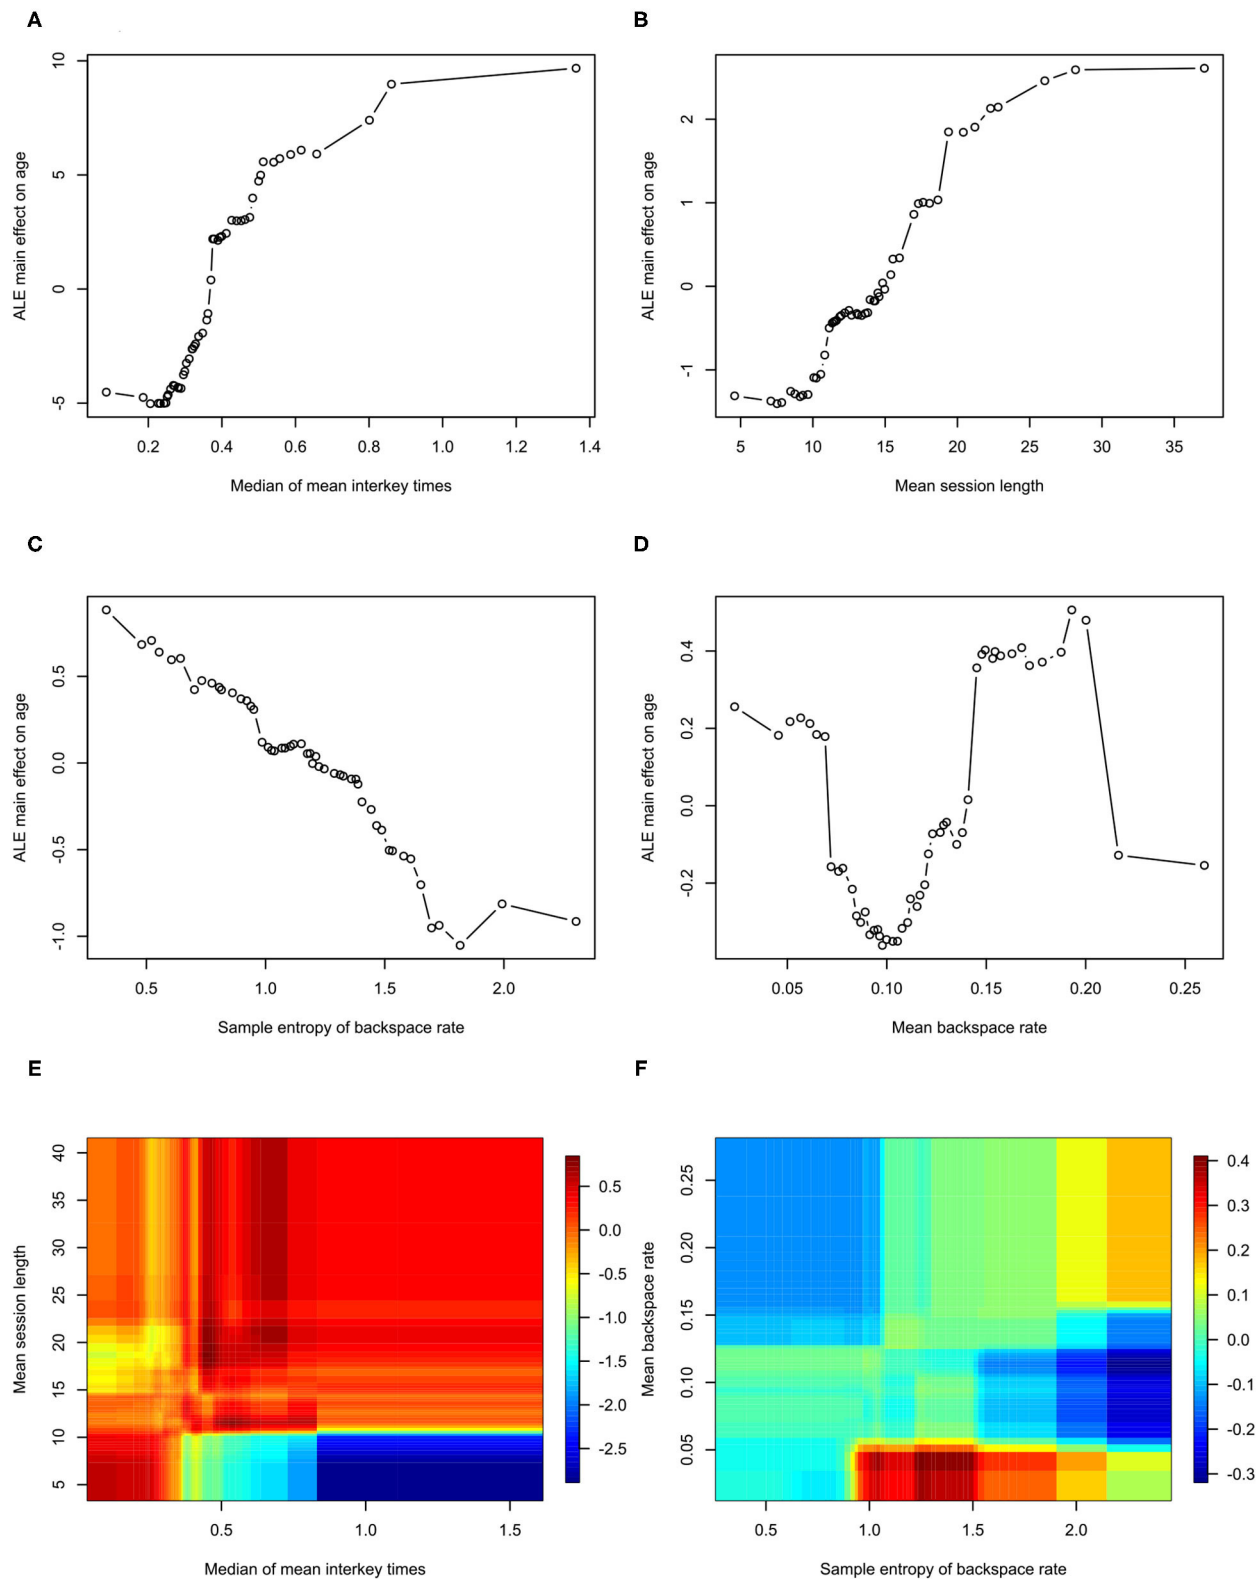 A
B
ALE main effect on age
10
5
0
-5
0.2 0.4 0.6 0.8 1.0 1.2 1.4
Median of mean interkey times
ALE main effect on age
2
1
0
-1
5 10 15 20 25 30 35
Mean session length
C
D
ALE main effect on age
0.5
0.0
-0.5
-1.0
0.5 1.0 1.5 2.0
Sample entropy of backspace rate
ALE main effect on age
0.4
0.2
0.0
-0.2
0.05 0.10 0.15 0.20 0.25
Mean backspace rate
E
F
Mean session length
40
35
30
25
20
15
10
5
0.5 1.0 1.5
Median of mean interkey times
0.5
0.0
-0.5
-1.0
-1.5
-2.0
-2.5
Mean backspace rate
0.25
0.20
0.15
0.10
0.05
0.5 1.0 1.5 2.0
Sample entropy of backspace rate
0.4
0.3
0.2
0.1
0.0
-0.1
-0.2
-0.3